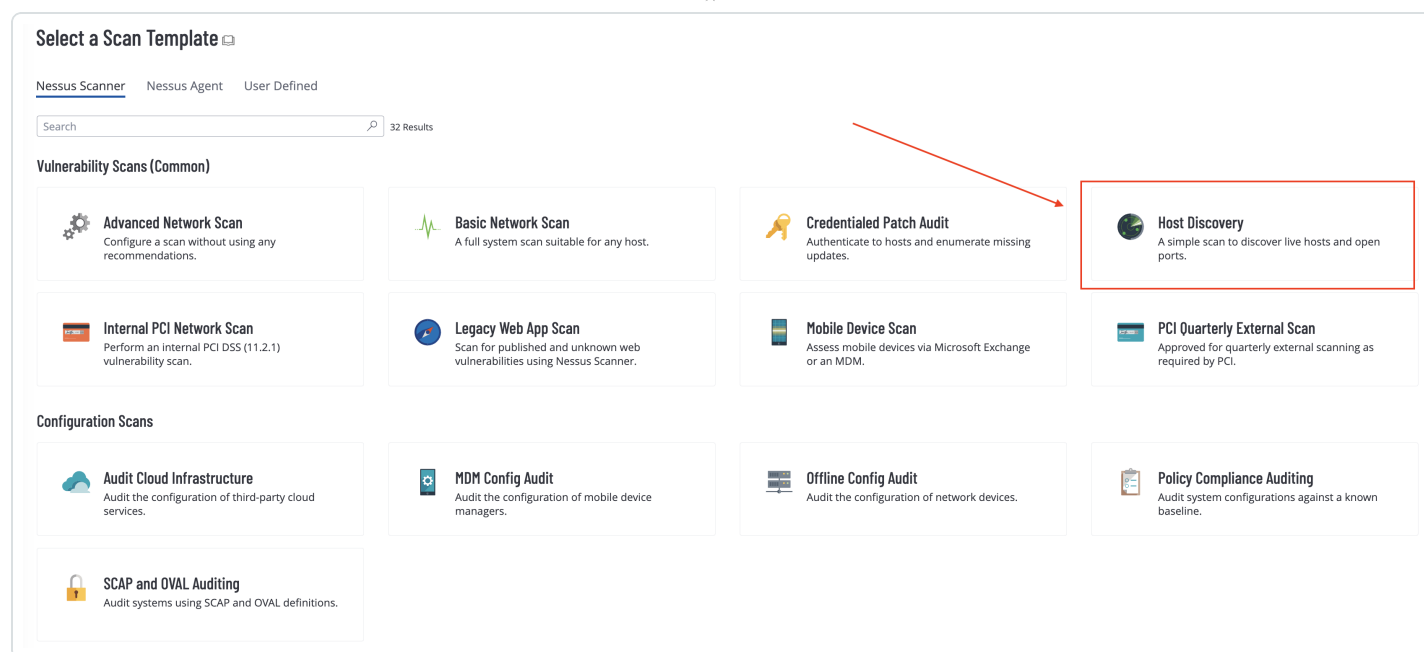 Select a Scan Template
Nessus Scanner
Nessus Agent
User Defined
Search
32 Results
Vulnerability Scans (Common)
Advanced Network Scan
Configure a scan without using any
recommendations.
Basic Network Scan
A full system scan suitable for any host.
Credentialed Patch Audit
Authenticate to hosts and enumerate missing
updates.
Host Discovery
A simple scan to discover live hosts and open
ports.
Internal PCI Network Scan
Perform an internal PCI DSS (11.2.1)
vulnerability scan.
Legacy Web App Scan
Scan for published and unknown web
vulnerabilities using Nessus Scanner.
Mobile Device Scan
Assess mobile devices via Microsoft Exchange
or an MDM.
PCI Quarterly External Scan
Approved for quarterly external scanning as
required by PCI.
Configuration Scans
Audit Cloud Infrastructure
Audit the configuration of third-party cloud
services.
MDM Config Audit
Audit the configuration of mobile device
managers.
Offline Config Audit
Audit the configuration of network devices.
Policy Compliance Auditing
Audit system configurations against a known
baseline.
SCAP and OVAL Auditing
Audit systems using SCAP and OVAL definitions.